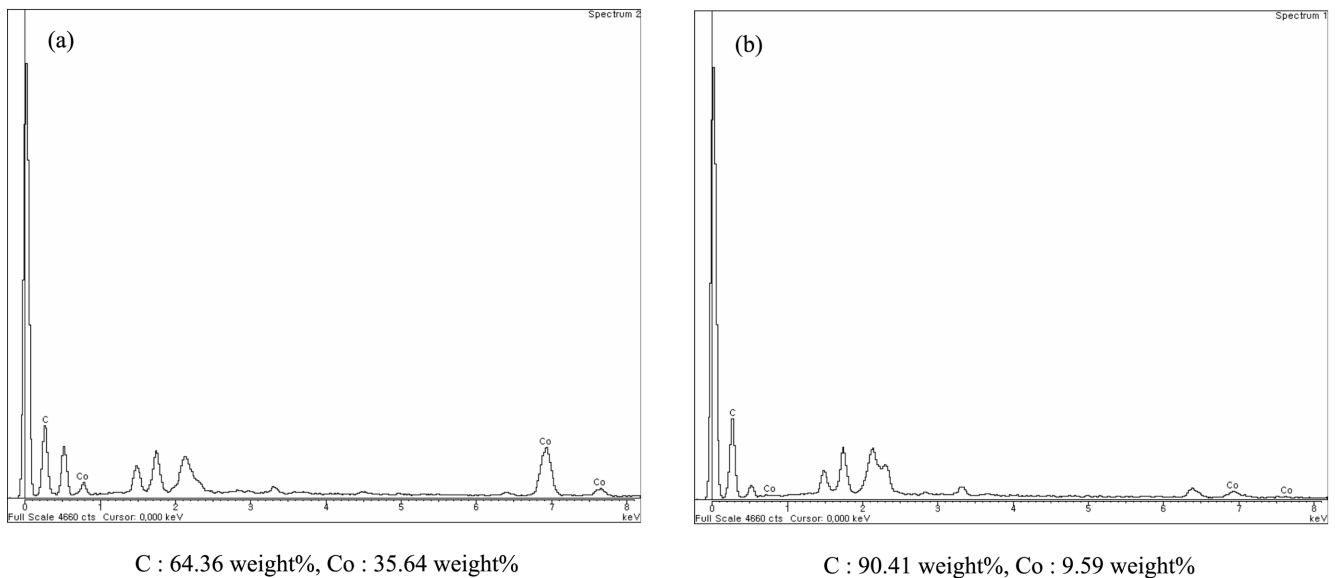 Spectrum 2
(a)
C
Co
Co
Co
0 1 2 3 4 5 6 7 8
Full Scale 4660 cts Cursor: 0,000 keV
keV
C : 64.36 weight%, Co : 35.64 weight%
Spectrum 1
(b)
C
Co
Co
Co
0 1 2 3 4 5 6 7 8
Full Scale 4660 cts Cursor: 0,000 keV
keV
C : 90.41 weight%, Co : 9.59 weight%